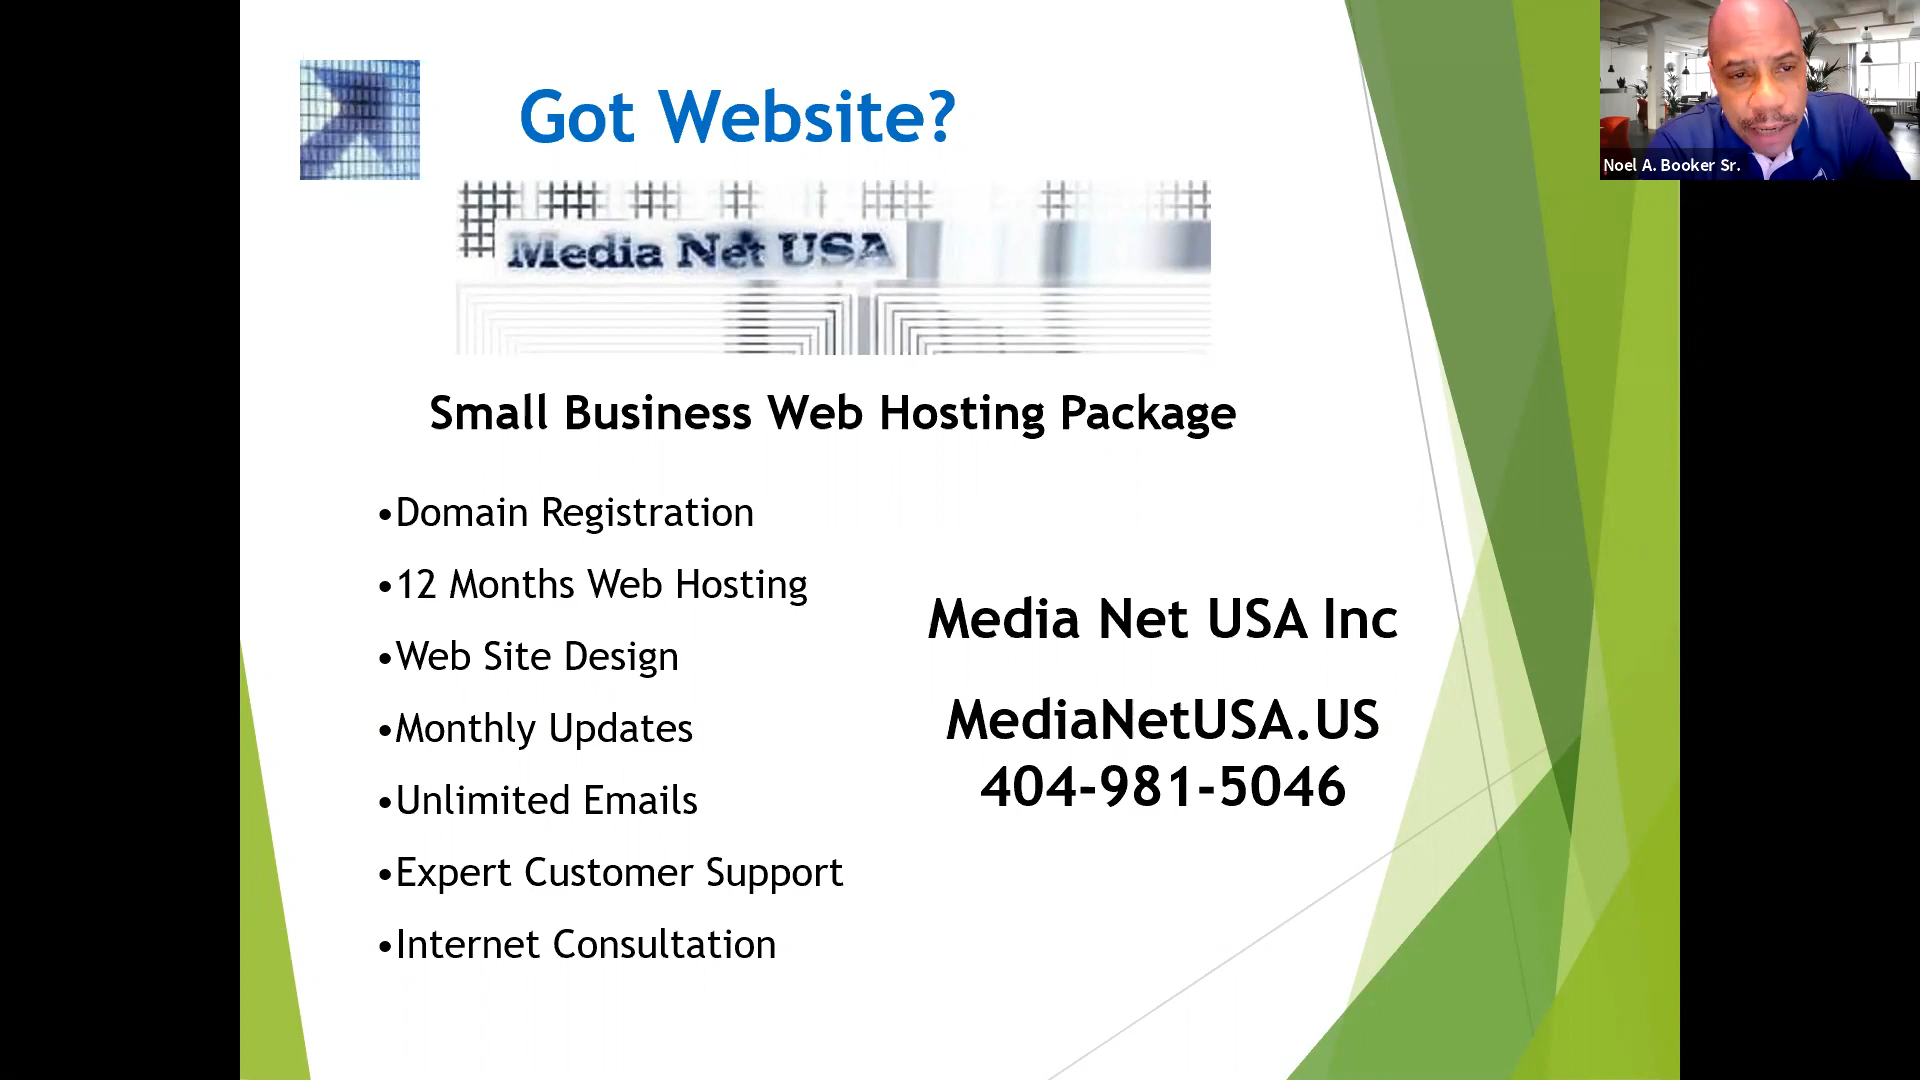 Got Website?
Noel A. Booker Sr.
Media Net USA
Small Business Web Hosting Package
•Domain Registration
•12 Months Web Hosting
•Web Site Design
•Monthly Updates
•Unlimited Emails
•Expert Customer Support
•Internet Consultation
Media Net USA Inc
MediaNetUSA.US
404-981-5046